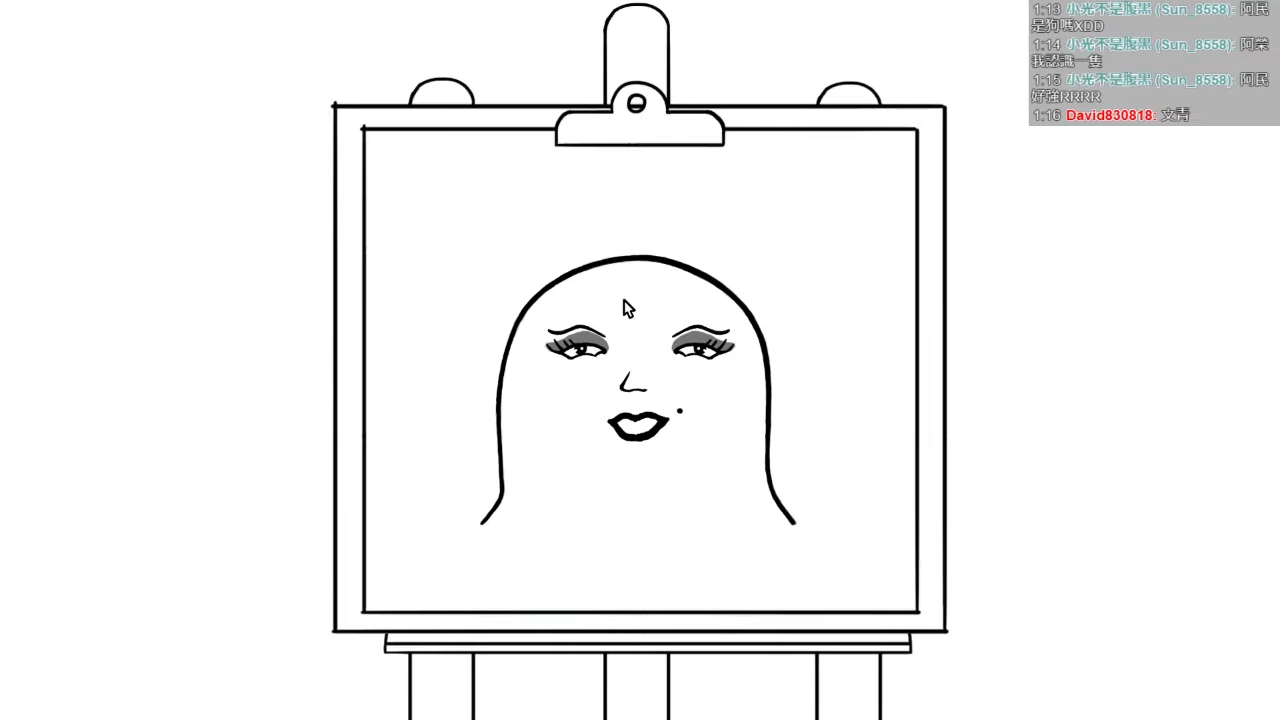 1:13 小光不是腹黑 (Sun_8558): 阿民
是狗嗎XDD
1:14 小光不是腹黑 (Sun_8558): 阿榮
我認識一隻
1:15 小光不是腹黑 (Sun_8558): 阿民
好強RRRR
1:16 David830818: 文青